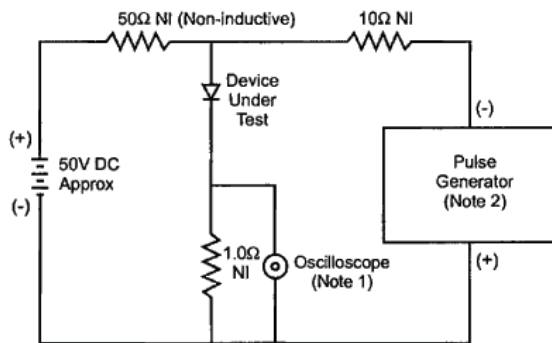 50Ω NI (Non-inductive)
10Ω NI
Device
Under
Test
(+)
50V DC
Approx
(-)
(-)
Pulse
Generator
(Note 2)
(+)
1.0Ω
NI
Oscilloscope
(Note 1)